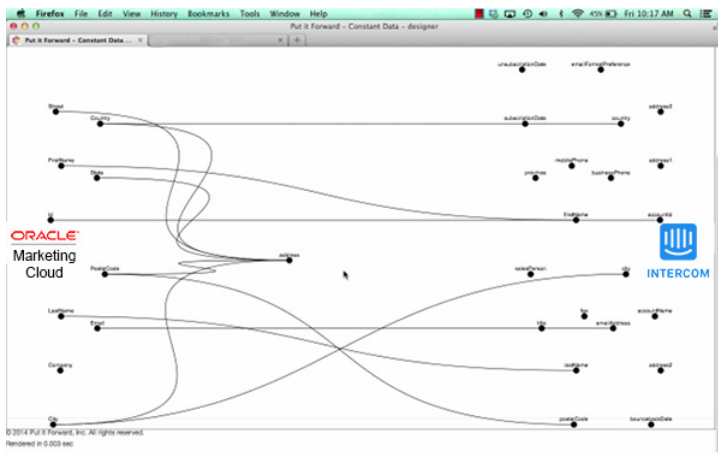 Firefox File Edit View History Bookmarks Tools Window Help
45% Fri 10:17 AM
Put it Forward – Constant Data – designer
Put it Forward – Constant Data ...
unsubscriptionDate emailFormatPreference
Street address3
Country subscriptionDate country
FirstName mobilePhone address1
State province businessPhone
Id firstName accountId
ORACLE
Marketing
Cloud
INTERCOM
address
PostalCode salesPerson city
LastName fax accountName
Email title emailAddress
Company lastName address2
City postalCode
© 2014 Put it Forward, Inc. All rights reserved.
Rendered in 0.003 sec